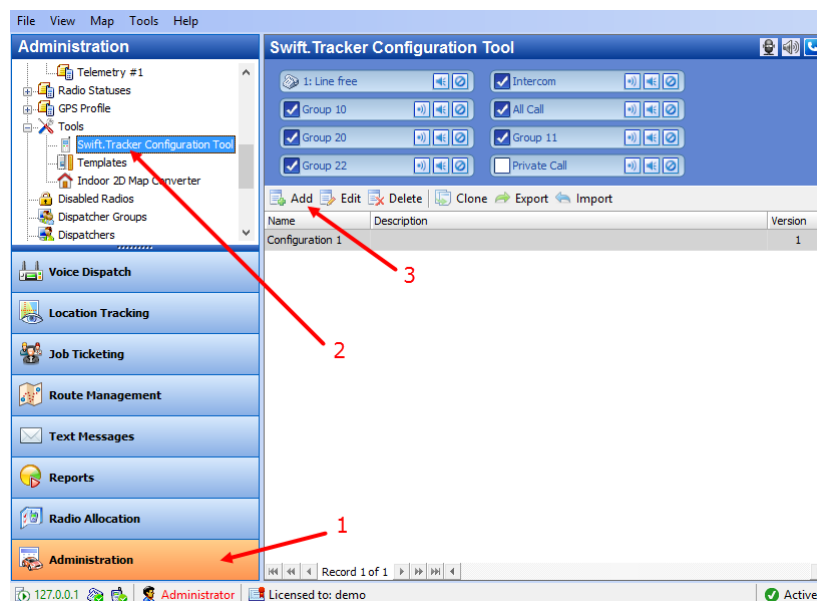 File View Map Tools Help
Administration
Telemetry #1
Radio Statuses
GPS Profile
Tools
Swift.Tracker Configuration Tool
Templates
Indoor 2D Map Converter
Disabled Radios
Dispatcher Groups
Dispatchers
Voice Dispatch
Location Tracking
Job Ticketing
Route Management
Text Messages
Reports
Radio Allocation
Administration
Swift.Tracker Configuration Tool
1: Line free
Intercom
Group 10
All Call
Group 20
Group 11
Group 22
Private Call
Add Edit Delete Clone Export Import
Name Description Version
Configuration 1 1
3
2
1
Record 1 of 1
127.0.0.1 Administrator Licensed to: demo Active